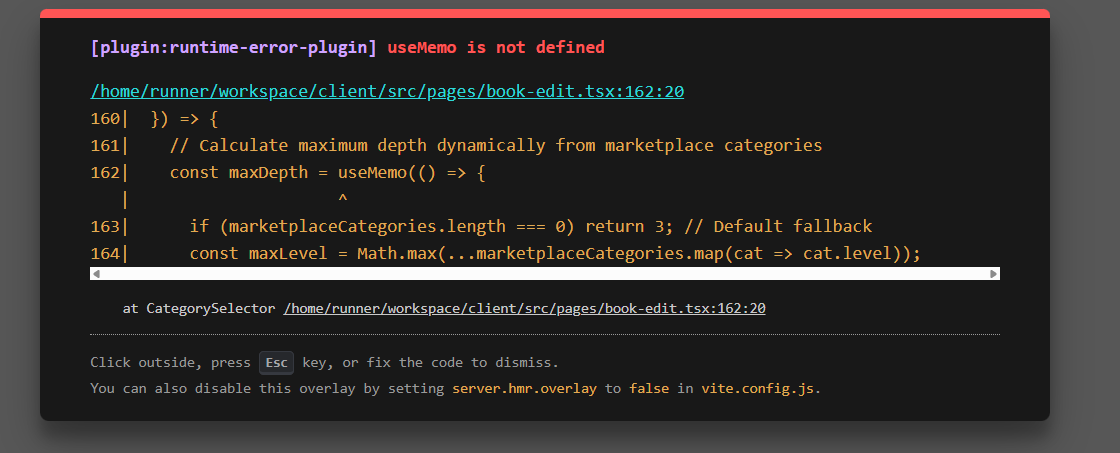 [plugin:runtime-error-plugin] useMemo is not defined
/home/runner/workspace/client/src/pages/book-edit.tsx:162:20
160|  }) => {
161|    // Calculate maximum depth dynamically from marketplace categories
162|    const maxDepth = useMemo(() => {
   |                     ^
163|      if (marketplaceCategories.length === 0) return 3; // Default fallback
164|      const maxLevel = Math.max(...marketplaceCategories.map(cat => cat.level));
at CategorySelector /home/runner/workspace/client/src/pages/book-edit.tsx:162:20
Click outside, press Esc key, or fix the code to dismiss.
You can also disable this overlay by setting server.hmr.overlay to false in vite.config.js.